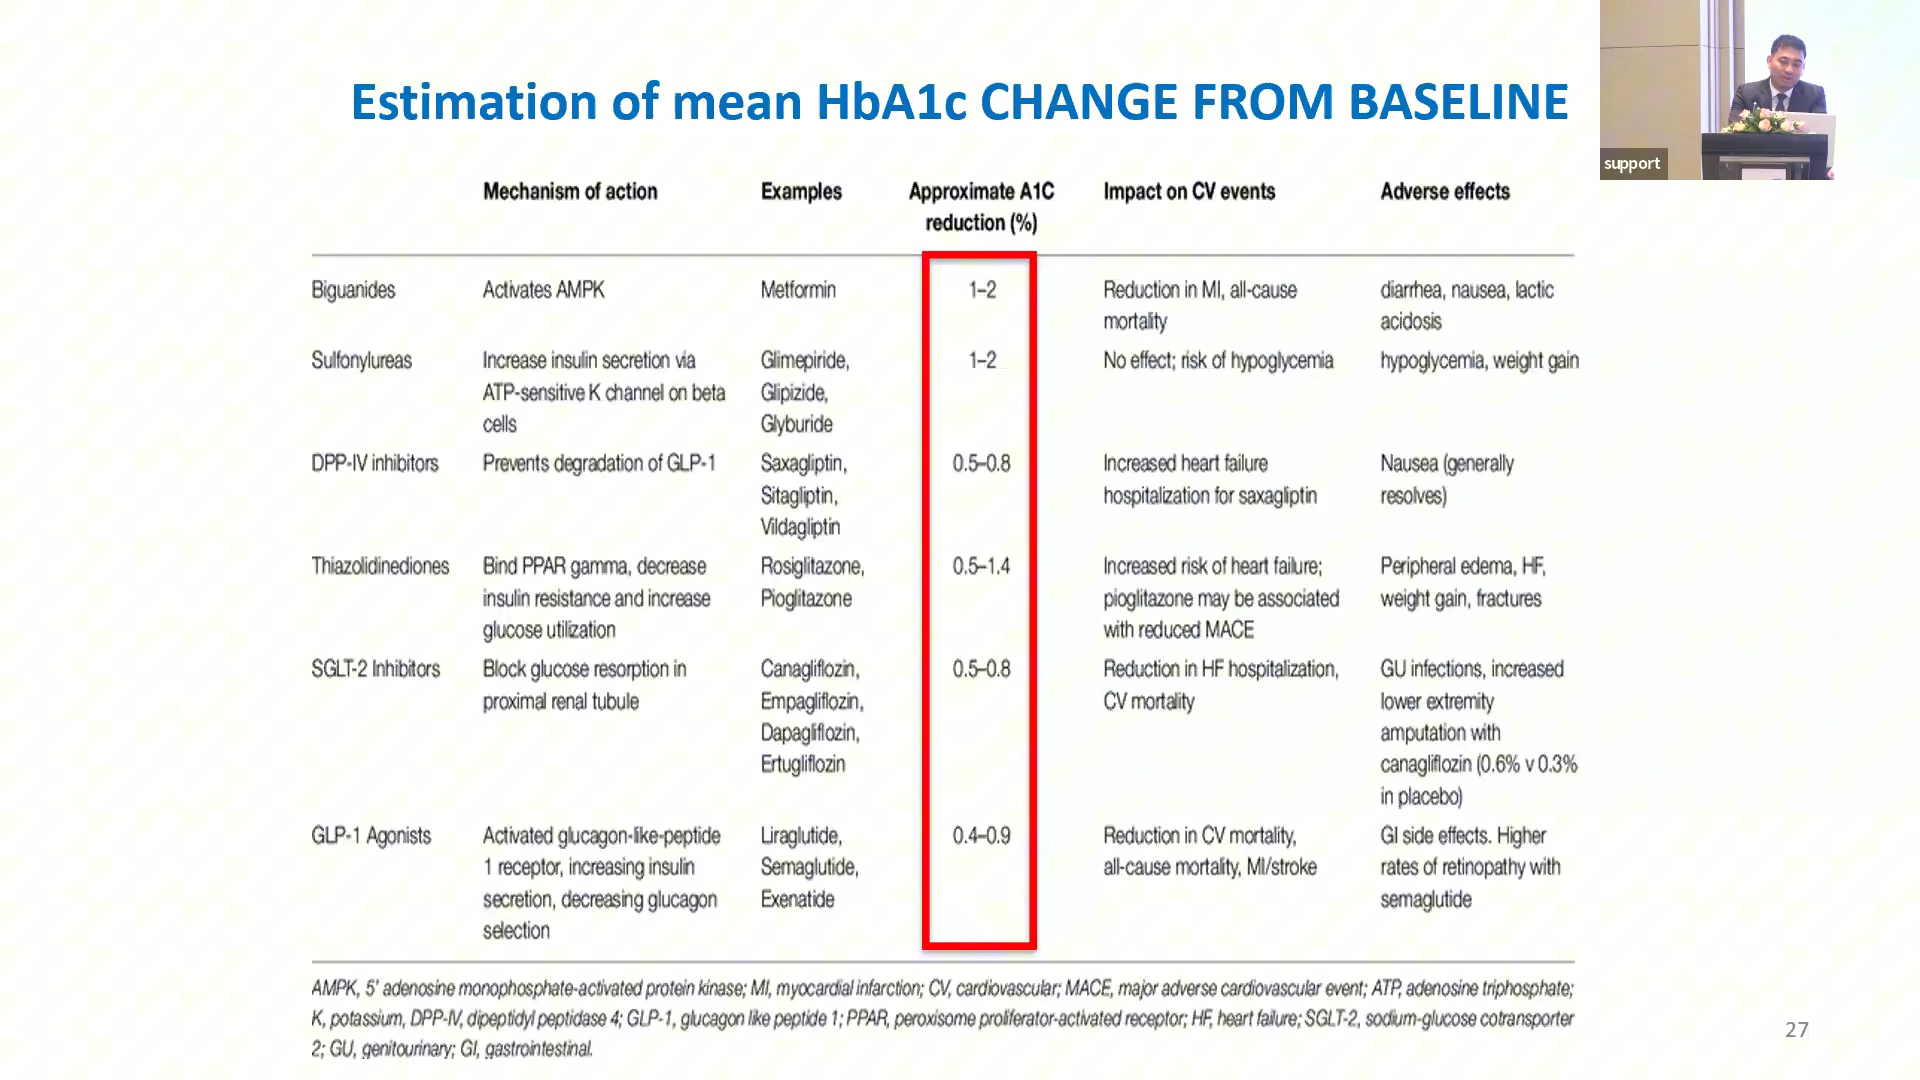 Estimation of mean HbA1c CHANGE FROM BASELINE
support
Mechanism of action Examples Approximate A1C reduction (%) Impact on CV events Adverse effects
Biguanides Activates AMPK Metformin 1–2 Reduction in MI, all-cause diarrhea, nausea, lactic
mortality acidosis
Sulfonylureas Increase insulin secretion via Glimepiride, 1–2 No effect; risk of hypoglycemia hypoglycemia, weight gain
ATP-sensitive K channel on beta Glipizide,
cells Glyburide
DPP-IV inhibitors Prevents degradation of GLP-1 Saxagliptin, 0.5–0.8 Increased heart failure Nausea (generally
Sitagliptin, hospitalization for saxagliptin resolves)
Vildagliptin
Thiazolidinediones Bind PPAR gamma, decrease Rosiglitazone, 0.5–1.4 Increased risk of heart failure; Peripheral edema, HF,
insulin resistance and increase Pioglitazone pioglitazone may be associated weight gain, fractures
glucose utilization with reduced MACE
SGLT-2 Inhibitors Block glucose resorption in Canagliflozin, 0.5–0.8 Reduction in HF hospitalization, GU infections, increased
proximal renal tubule Empagliflozin, CV mortality lower extremity
Dapagliflozin, amputation with
Ertugliflozin canagliflozin (0.6% v 0.3%
in placebo)
GLP-1 Agonists Activated glucagon-like-peptide Liraglutide, 0.4–0.9 Reduction in CV mortality, GI side effects. Higher
1 receptor, increasing insulin Semaglutide, all-cause mortality, MI/stroke rates of retinopathy with
secretion, decreasing glucagon Exenatide semaglutide
selection
AMPK, 5' adenosine monophosphate-activated protein kinase; MI, myocardial infarction; CV, cardiovascular; MACE, major adverse cardiovascular event; ATP, adenosine triphosphate;
K, potassium, DPP-IV, dipeptidyl peptidase 4; GLP-1, glucagon like peptide 1; PPAR, peroxisome proliferator-activated receptor; HF, heart failure; SGLT-2, sodium-glucose cotransporter
2; GU, genitourinary; GI, gastrointestinal.
27